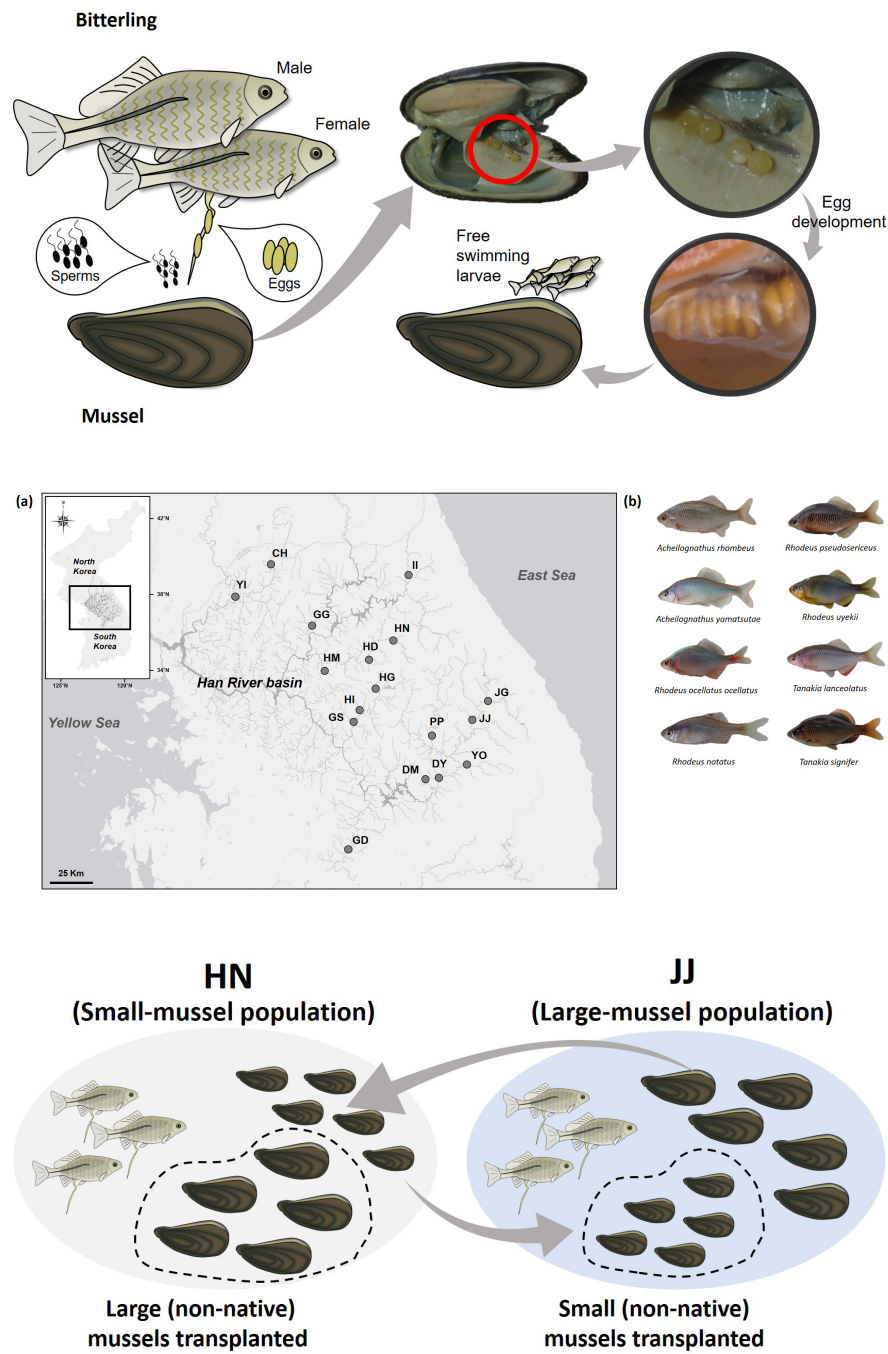 Bitterling
Male
Female
Sperms
Eggs
Free
swimming
larvae
Egg
development
Mussel
(a)
N
42°N
38°N
34°N
125°N
129°N
North
Korea
South
Korea
CH
YI
II
GG
HN
HD
HM
HG
HI
GS
JG
JJ
PP
YO
DM
DY
GD
Han River basin
East Sea
Yellow Sea
25 Km
(b)
Acheilognathus rhombeus
Rhodeus pseudosericeus
Acheilognathus yamatsutae
Rhodeus uyekii
Rhodeus ocellatus ocellatus
Tanakia lanceolatus
Rhodeus notatus
Tanakia signifer
HN
(Small-mussel population)
JJ
(Large-mussel population)
Large (non-native)
mussels transplanted
Small (non-native)
mussels transplanted